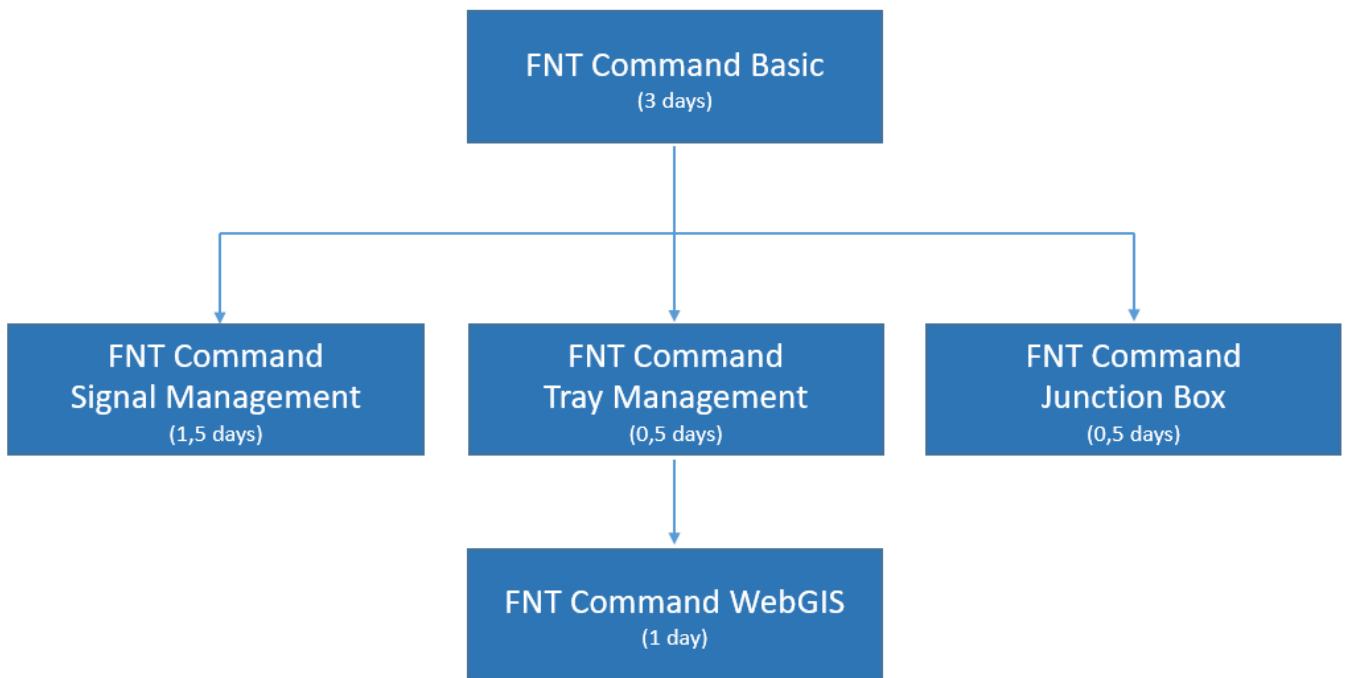 FNT Command Basic
(3 days)
FNT Command
Signal Management
(1,5 days)
FNT Command
Tray Management
(0,5 days)
FNT Command
Junction Box
(0,5 days)
FNT Command WebGIS
(1 day)